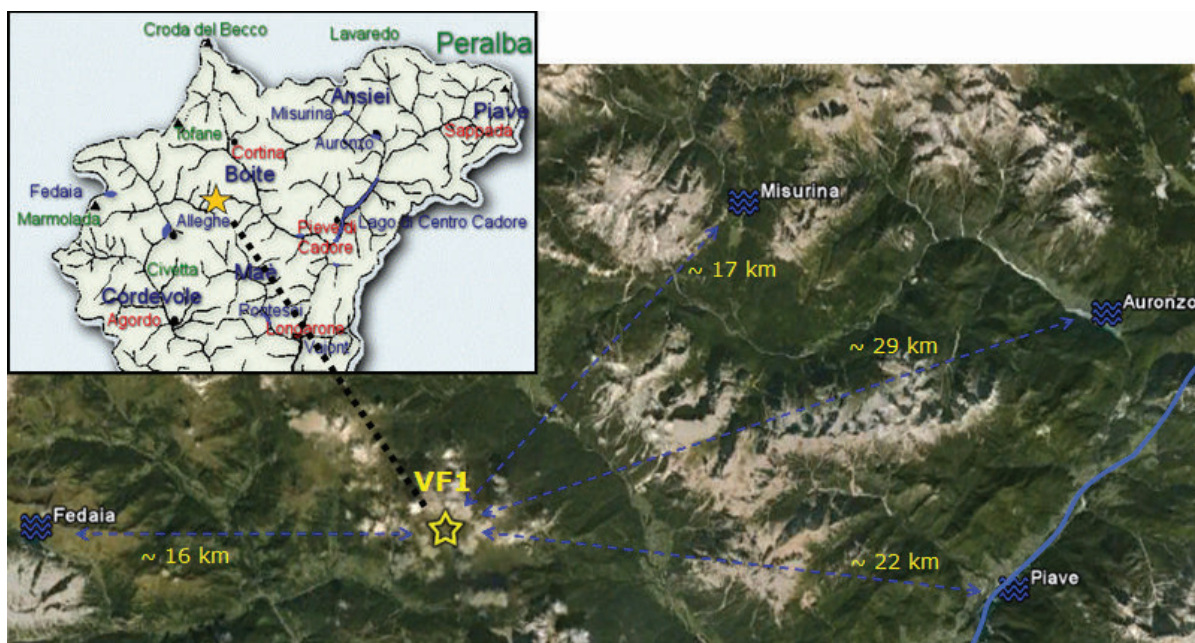 Croda del Becco
Lavaredo
Peralba
Ansiei
Misurina
Piave
Tofane
Auronzo
Sappada
Cortina
Boite
Fedaia
Marmolada
Alleghe
Pieve di
Cadore
Lago di Centro Cadore
Civetta
Maè
Cordevole
Agordo
Pontesei
Longarone
Vajont
Misurina
~ 17 km
Auronzo
~ 29 km
VF1
Fedaia
~ 16 km
~ 22 km
Piave